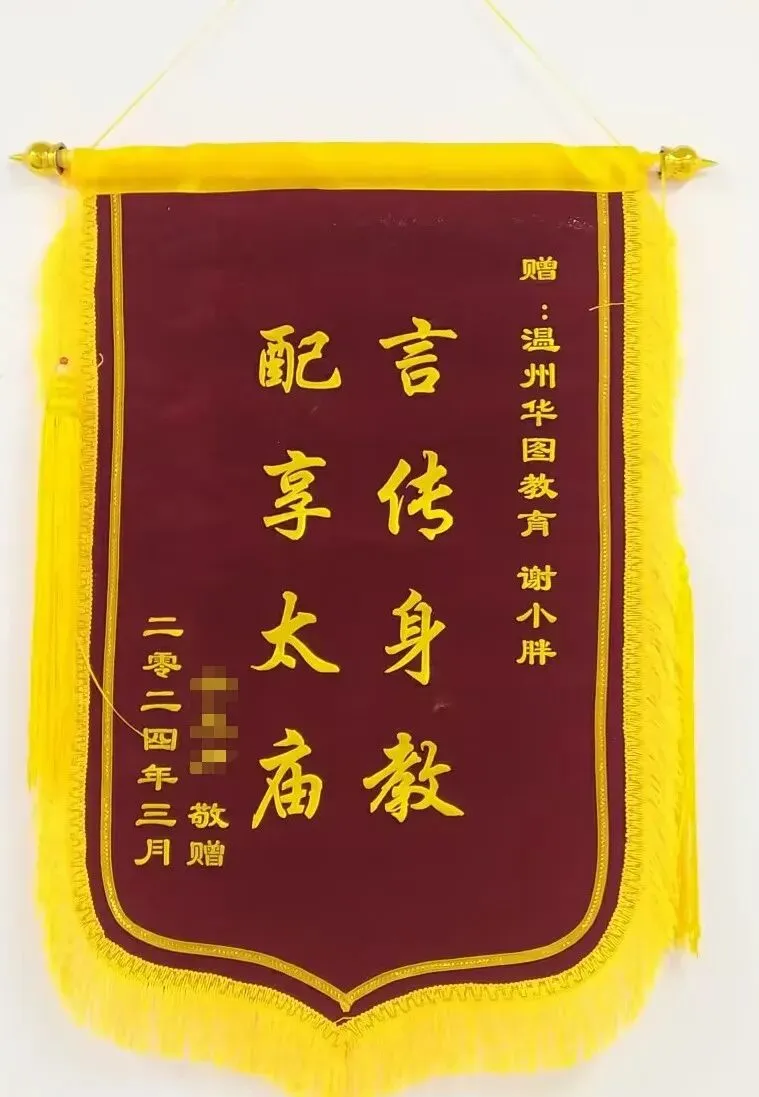 赠：温州华图教育 谢小胖
言传身教
配享太庙
敬赠
二零二四年三月